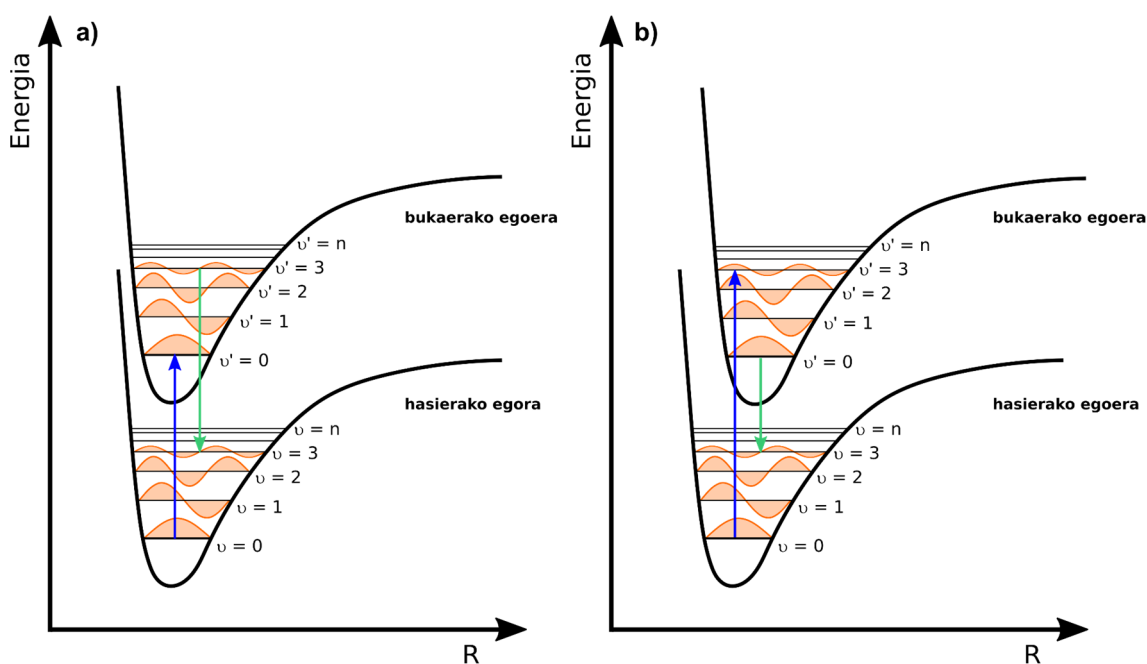 a)
Energia
bukaerako egoera
υ' = n
υ' = 3
υ' = 2
υ' = 1
υ' = 0
hasierako egora
υ = n
υ = 3
υ = 2
υ = 1
υ = 0
R
b)
Energia
bukaerako egoera
υ' = n
υ' = 3
υ' = 2
υ' = 1
υ' = 0
hasierako egoera
υ = n
υ = 3
υ = 2
υ = 1
υ = 0
R